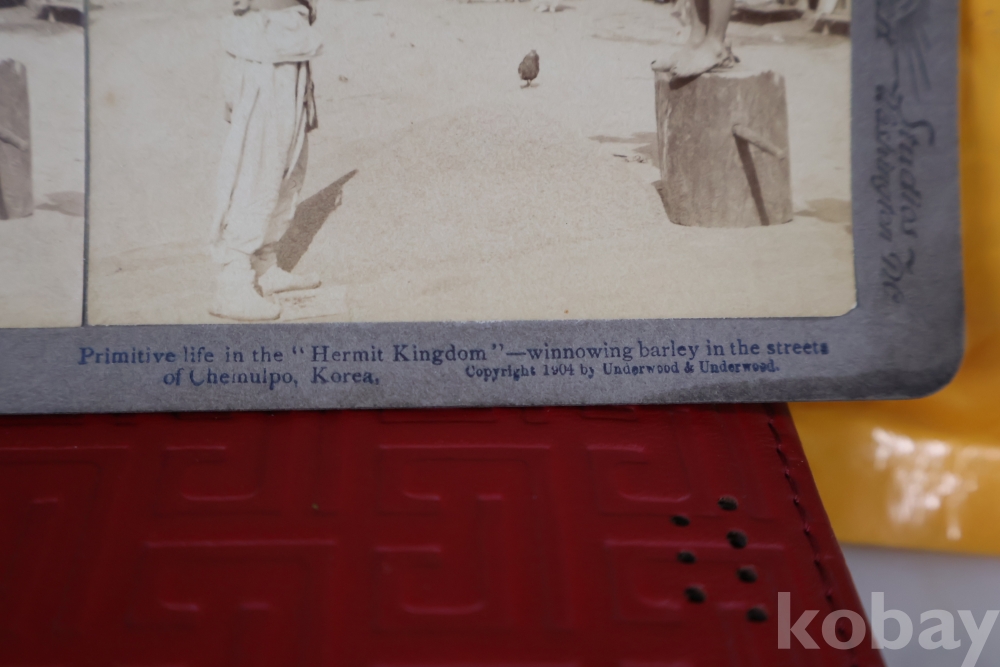 Primitive life in the "Hermit Kingdom"—winnowing barley in the streets
of Chemulpo, Korea,
Copyright 1904 by Underwood & Underwood.
Studios
Washington D.C.
kobay